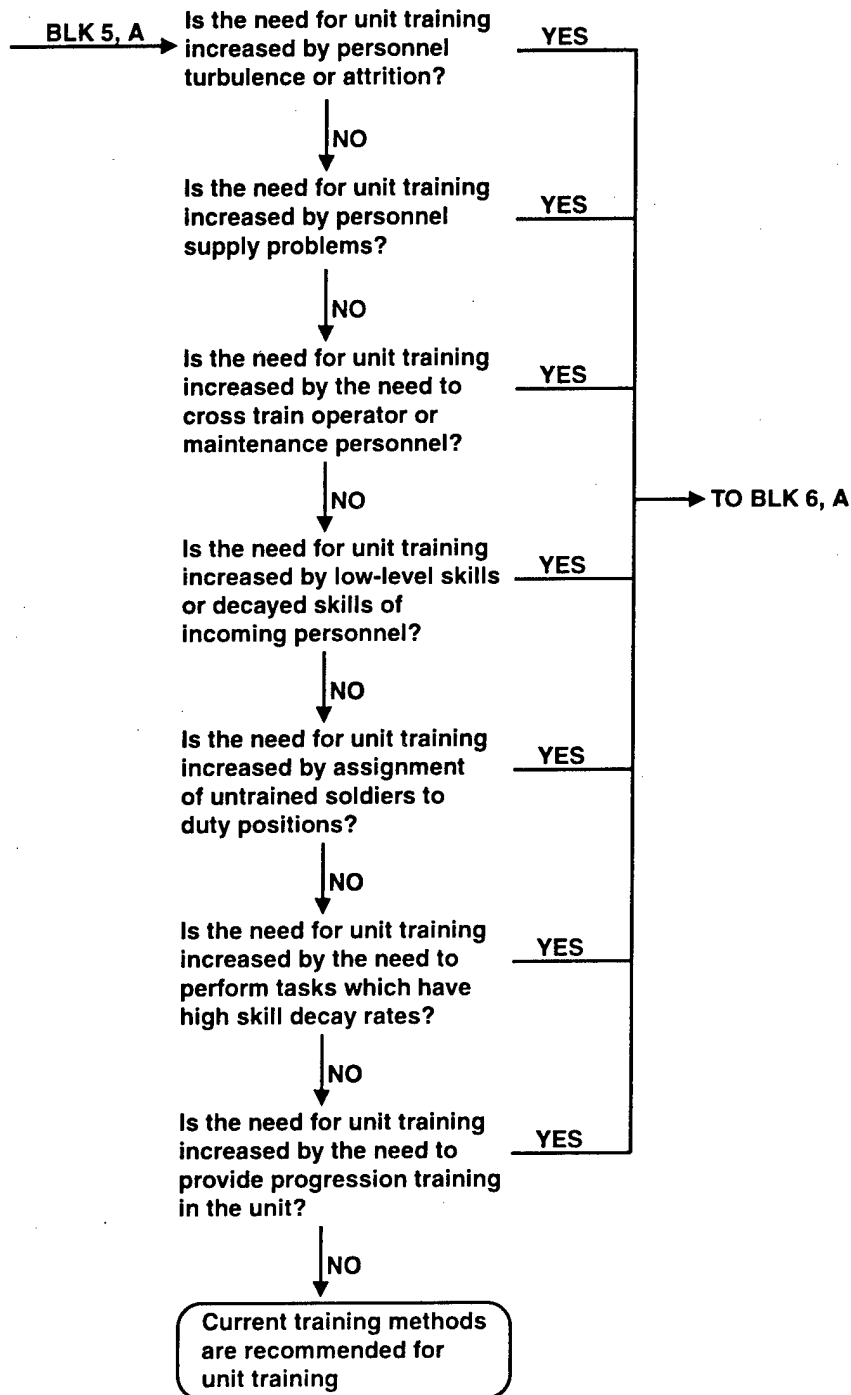 BLK 5, A
Is the need for unit training
increased by personnel
turbulence or attrition?
YES
NO
Is the need for unit training
increased by personnel
supply problems?
YES
NO
Is the need for unit training
increased by the need to
cross train operator or
maintenance personnel?
YES
NO
TO BLK 6, A
Is the need for unit training
increased by low-level skills
or decayed skills of
incoming personnel?
YES
NO
Is the need for unit training
increased by assignment
of untrained soldiers to
duty positions?
YES
NO
Is the need for unit training
increased by the need to
perform tasks which have
high skill decay rates?
YES
NO
Is the need for unit training
increased by the need to
provide progression training
in the unit?
YES
NO
Current training methods
are recommended for
unit training